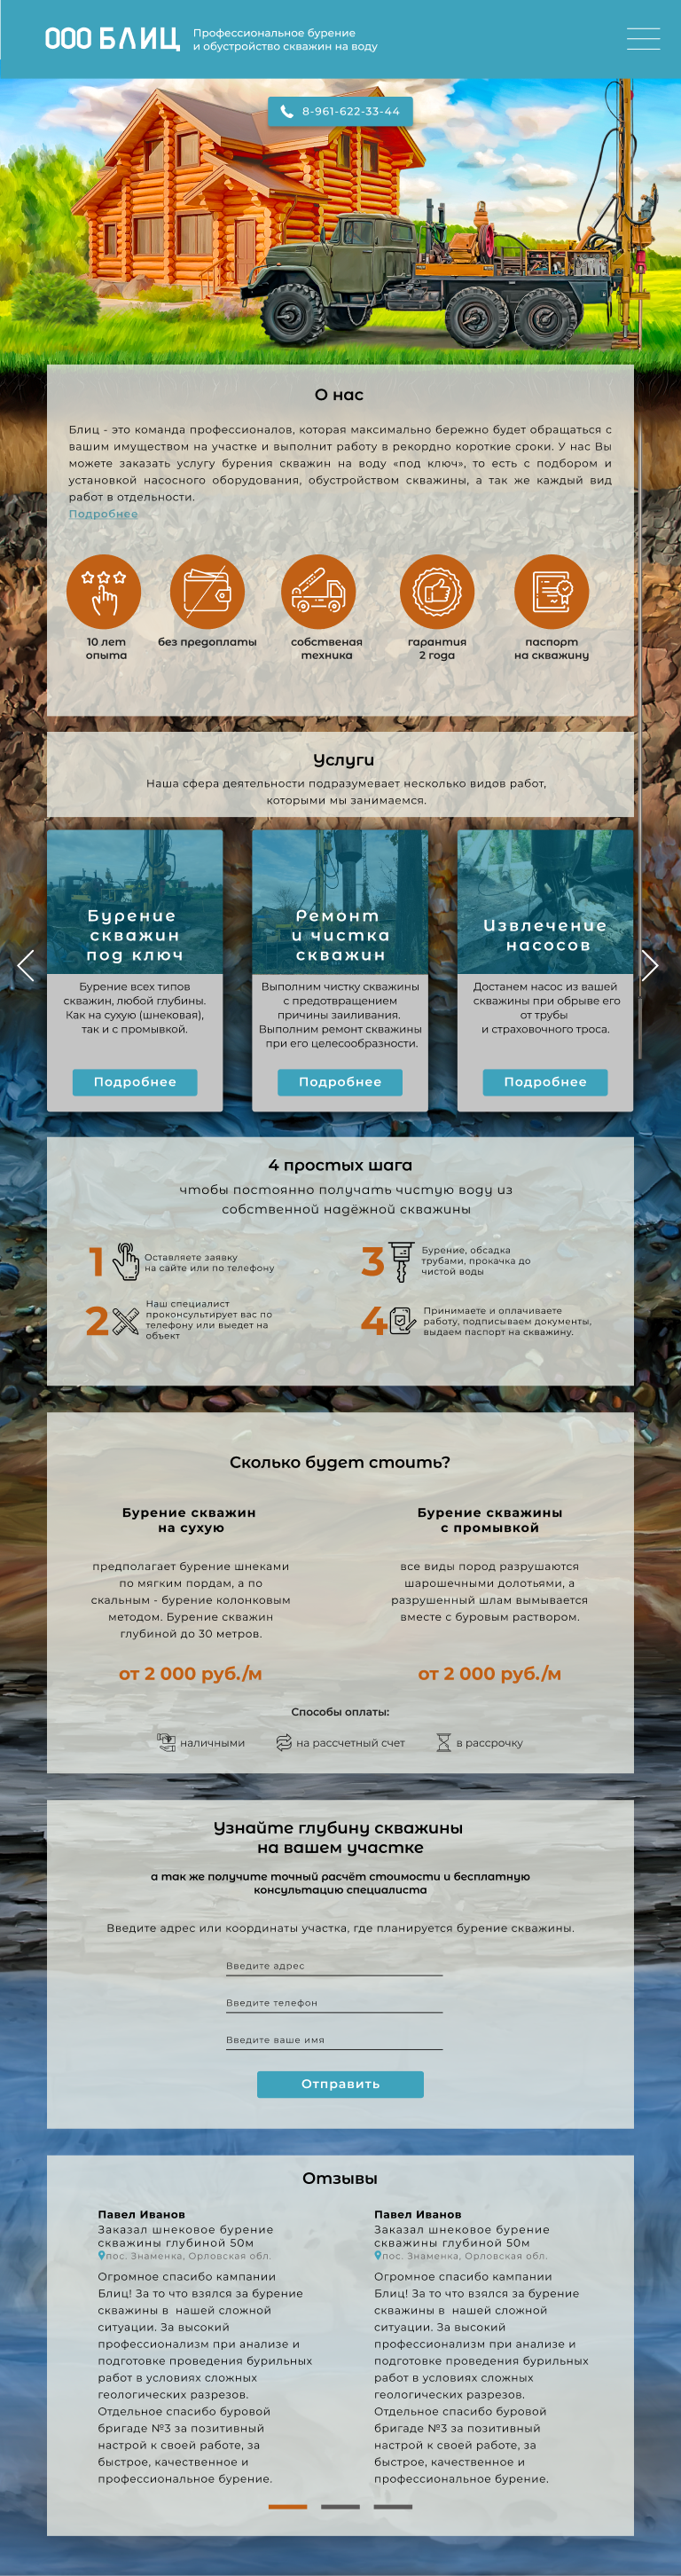 ООО БЛИЦ
Профессиональное бурение
и обустройство скважин на воду
8-961-622-33-44
О нас
Блиц - это команда профессионалов, которая максимально бережно будет обращаться с
вашим имуществом на участке и выполнит работу в рекордно короткие сроки. У нас Вы
можете заказать услугу бурения скважин на воду «под ключ», то есть с подбором и
установкой насосного оборудования, обустройством скважины, а так же каждый вид
работ в отдельности.
Подробнее
10 лет
опыта
без предоплаты
собственая
техника
гарантия
2 года
паспорт
на скважину
Услуги
Наша сфера деятельности подразумевает несколько видов работ,
которыми мы занимаемся.
Бурение
скважин
под ключ
Бурение всех типов
скважин, любой глубины.
Как на сухую (шнековая),
так и с промывкой.
Подробнее
Ремонт
и чистка
скважин
Выполним чистку скважины
с предотвращением
причины заиливания.
Выполним ремонт скважины
при его целесообразности.
Подробнее
Извлечение
насосов
Достанем насос из вашей
скважины при обрыве его
от трубы
и страховочного троса.
Подробнее
4 простых шага
чтобы постоянно получать чистую воду из
собственной надёжной скважины
1
Оставляете заявку
на сайте или по телефону
2
Наш специалист
проконсультирует вас по
телефону или выедет на
объект
3
Бурение, обсадка
трубами, прокачка до
чистой воды
4
Принимаете и оплачиваете
работу, подписываем документы,
выдаем паспорт на скважину.
Сколько будет стоить?
Бурение скважин
на сухую
предполагает бурение шнеками
по мягким пордам, а по
скальным - бурение колонковым
методом. Бурение скважин
глубиной до 30 метров.
от 2 000 руб./м
Бурение скважины
с промывкой
все виды пород разрушаются
шарошечными долотьями, а
разрушенный шлам вымывается
вместе с буровым раствором.
от 2 000 руб./м
Способы оплаты:
наличными
на рассчетный счет
в рассрочку
Узнайте глубину скважины
на вашем участке
а так же получите точный расчёт стоимости и бесплатную
консультацию специалиста
Введите адрес или координаты участка, где планируется бурение скважины.
Введите адрес
Введите телефон
Введите ваше имя
Отправить
Отзывы
Павел Иванов
Заказал шнековое бурение
скважины глубиной 50м
пос. Знаменка, Орловская обл.
Огромное спасибо кампании
Блиц! За то что взялся за бурение
скважины в нашей сложной
ситуации. За высокий
профессионализм при анализе и
подготовке проведения бурильных
работ в условиях сложных
геологических разрезов.
Отдельное спасибо буровой
бригаде №3 за позитивный
настрой к своей работе, за
быстрое, качественное и
профессиональное бурение.
Павел Иванов
Заказал шнековое бурение
скважины глубиной 50м
пос. Знаменка, Орловская обл.
Огромное спасибо кампании
Блиц! За то что взялся за бурение
скважины в нашей сложной
ситуации. За высокий
профессионализм при анализе и
подготовке проведения бурильных
работ в условиях сложных
геологических разрезов.
Отдельное спасибо буровой
бригаде №3 за позитивный
настрой к своей работе, за
быстрое, качественное и
профессиональное бурение.